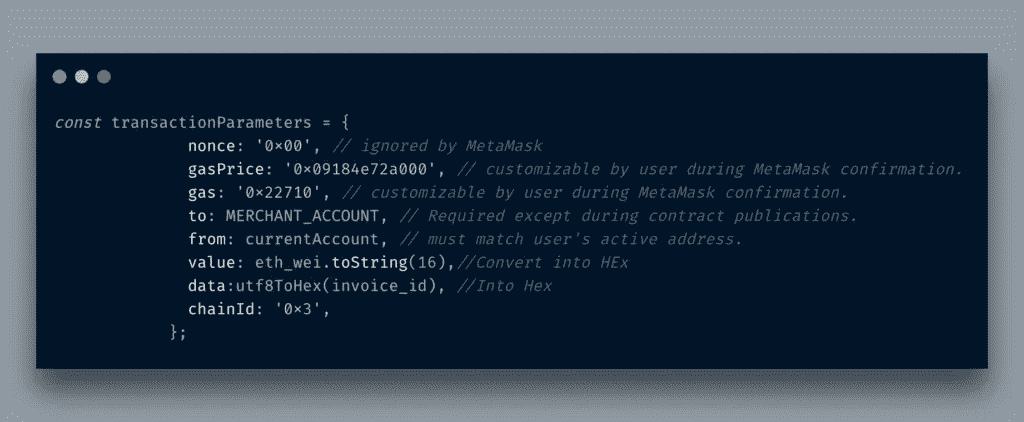 const transactionParameters = {
nonce: '0×00', // ignored by MetaMask
gasPrice: '0×09184e72a000', // customizable by user during MetaMask confirmation.
gas: '0×22710', // customizable by user during MetaMask confirmation.
to: MERCHANT_ACCOUNT, // Required except during contract publications.
from: currentAccount, // must match user's active address.
value: eth_wei.toString(16),//Convert into HEx
data:utf8ToHex(invoice_id), //Into Hex
chainId: '0×3',
};